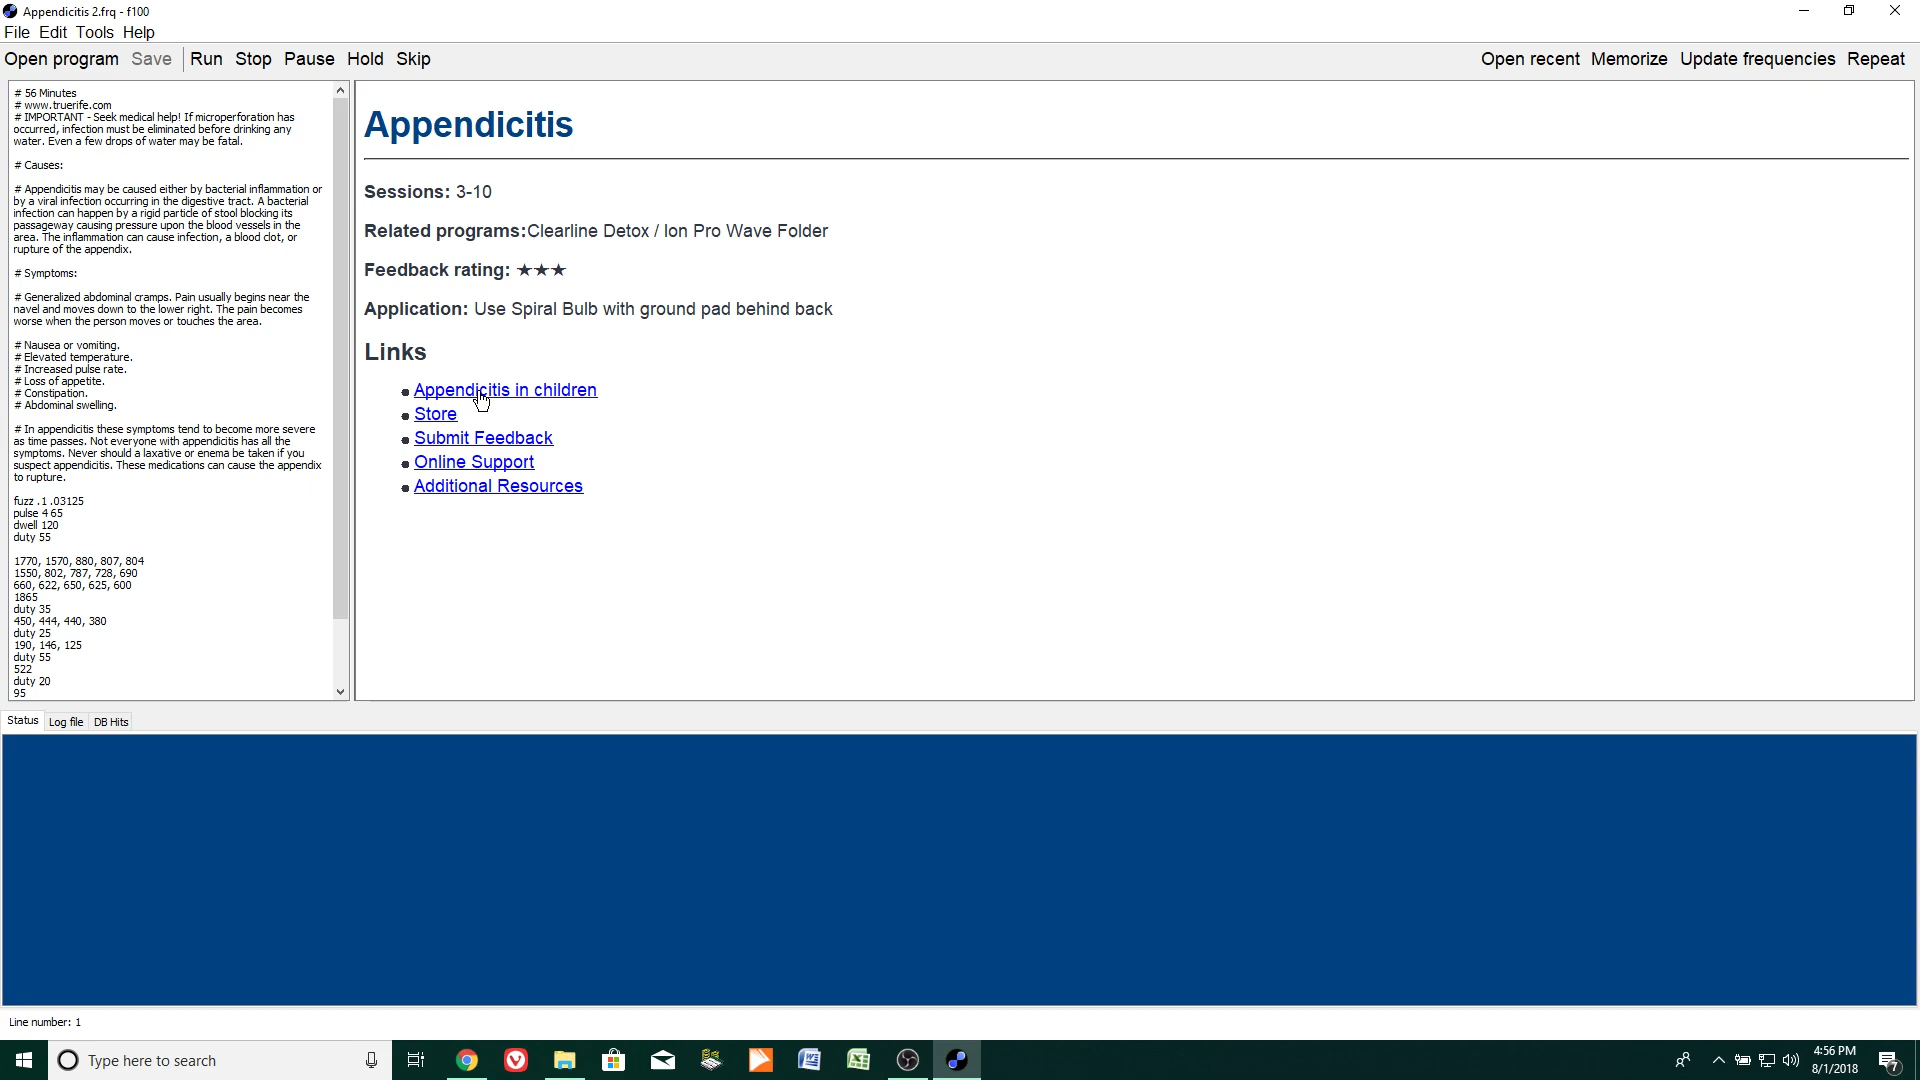 Appendicitis 2.frq - f100
File Edit Tools Help
Open program Save Run Stop Pause Hold Skip Open recent Memorize Update frequencies Repeat
# 56 Minutes
# www.truerife.com
# IMPORTANT - Seek medical help! If microperforation has
occurred, infection must be eliminated before drinking any
water. Even a few drops of water may be fatal.
# Causes:
# Appendicitis may be caused either by bacterial inflammation or
by a viral infection occurring in the digestive tract. A bacterial
infection can happen by a rigid particle of stool blocking its
passageway causing pressure upon the blood vessels in the
area. The inflammation can cause infection, a blood clot, or
rupture of the appendix.
# Symptoms:
# Generalized abdominal cramps. Pain usually begins near the
navel and moves down to the lower right. The pain becomes
worse when the person moves or touches the area.
# Nausea or vomiting.
# Elevated temperature.
# Increased pulse rate.
# Loss of appetite.
# Constipation.
# Abdominal swelling.
# In appendicitis these symptoms tend to become more severe
as time passes. Not everyone with appendicitis has all the
symptoms. Never should a laxative or enema be taken if you
suspect appendicitis. These medications can cause the appendix
to rupture.
fuzz .1 .03125
pulse 4 65
dwell 120
duty 55
1770, 1570, 880, 807, 804
1550, 802, 787, 728, 690
660, 622, 650, 625, 600
1865
duty 35
450, 444, 440, 380
duty 25
190, 146, 125
duty 55
522
duty 20
95
Appendicitis
Sessions: 3-10
Related programs:Clearline Detox / Ion Pro Wave Folder
Feedback rating: ★★★
Application: Use Spiral Bulb with ground pad behind back
Links
Appendicitis in children
Store
Submit Feedback
Online Support
Additional Resources
Status Log file DB Hits
Line number: 1
Type here to search
4:56 PM
8/1/2018
7